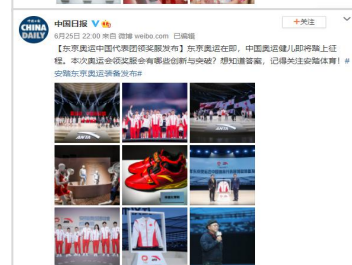 中国日报
+关注
CHINA DAILY
6月25日 22:00 来自 微博 weibo.com 已编辑
【东京奥运中国代表团领奖服发布】东京奥运在即，中国奥运健儿即将踏上征
程。本次奥运会领奖服会有哪些创新与突破？想知道答案，记得关注安踏体育！#
安踏东京奥运装备发布#
ANTA